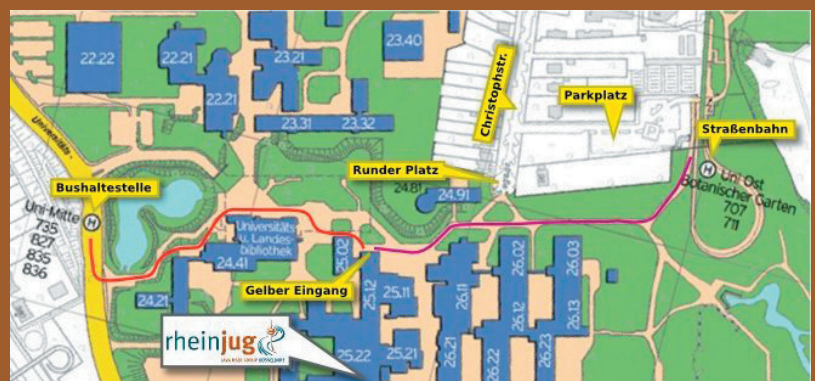 22.22
22.21
22.21
23.21
23.40
23.31
23.32
Christophstr.
Parkplatz
Straßenbahn
Universitäts-
Bushaltestelle
Runder Platz
24.81
24.91
H
Uni Ost
Botanischer Garten
707
711
Uni-Mitte
H
735
827
835
836
Universitäts
u. Landes-
bibliothek
24.41
24.21
25.02
Gelber Eingang
25.12
25.11
25.22
25.21
26.11
26.21
26.22
26.02
26.12
26.03
26.13
26.23
rheinjug